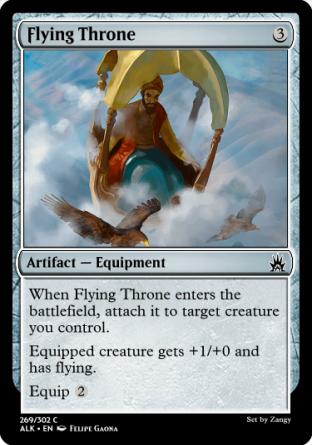 Flying Throne 3
Artifact — Equipment
When Flying Throne enters the
battlefield, attach it to target creature
you control.
Equipped creature gets +1/+0 and
has flying.
Equip 2
269/302 C
Set by Zangy
ALK • EN Felipe Gaona